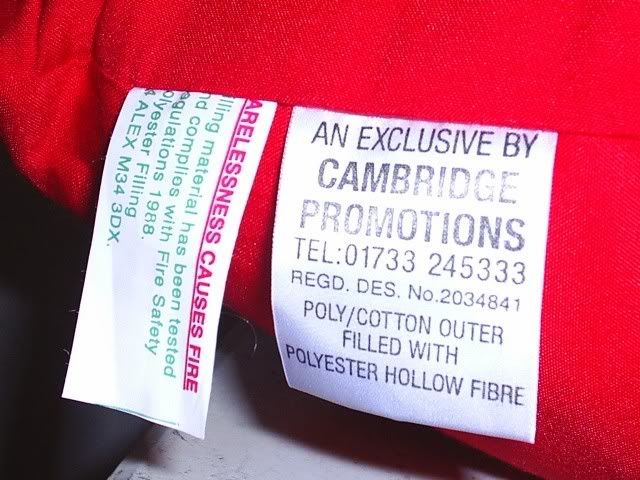 ARELESSNESS CAUSES FIRE
lling material has been tested
nd complies with Fire Safety
egulations 1988.
olyester Filling
4 ALEX M34 3DX.
AN EXCLUSIVE BY
CAMBRIDGE
PROMOTIONS
TEL:01733 245333
REGD. DES. No.2034841
POLY/COTTON OUTER
FILLED WITH
POLYESTER HOLLOW FIBRE